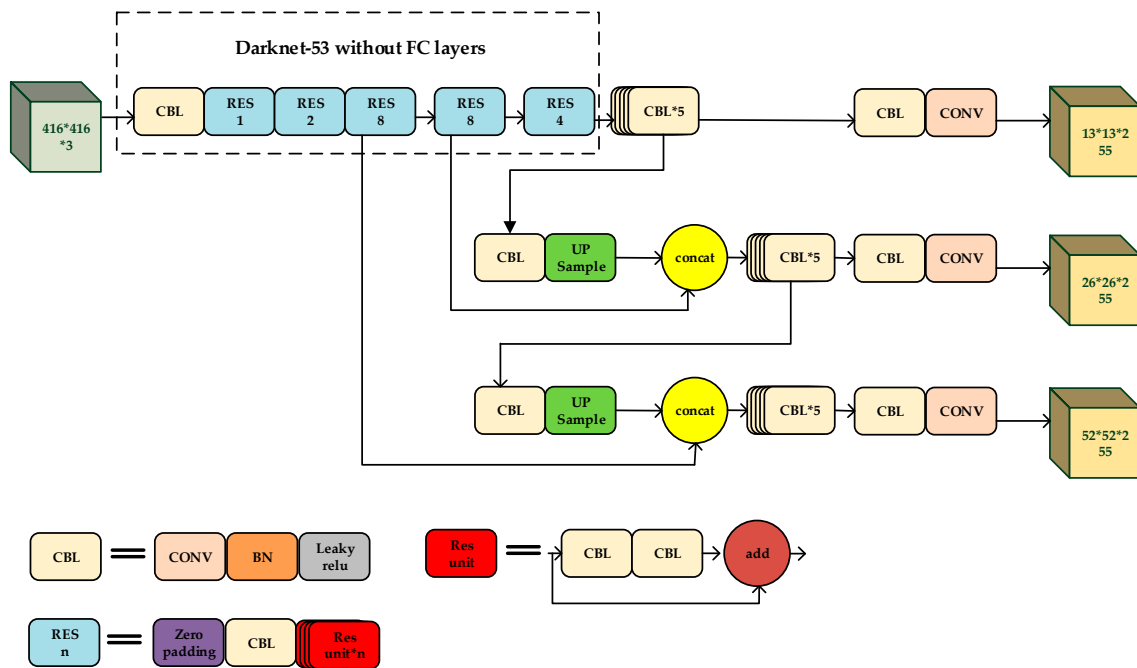 Darknet-53 without FC layers
416*416
*3
CBL
RES
1
RES
2
RES
8
RES
8
RES
4
CBL*5
CBL
CONV
13*13*2
55
CBL
UP
Sample
concat
CBL*5
CBL
CONV
26*26*2
55
CBL
UP
Sample
concat
CBL*5
CBL
CONV
52*52*2
55
CBL
CONV
BN
Leaky
relu
Res
unit
CBL
CBL
add
RES
n
Zero
padding
CBL
Res
unit*n